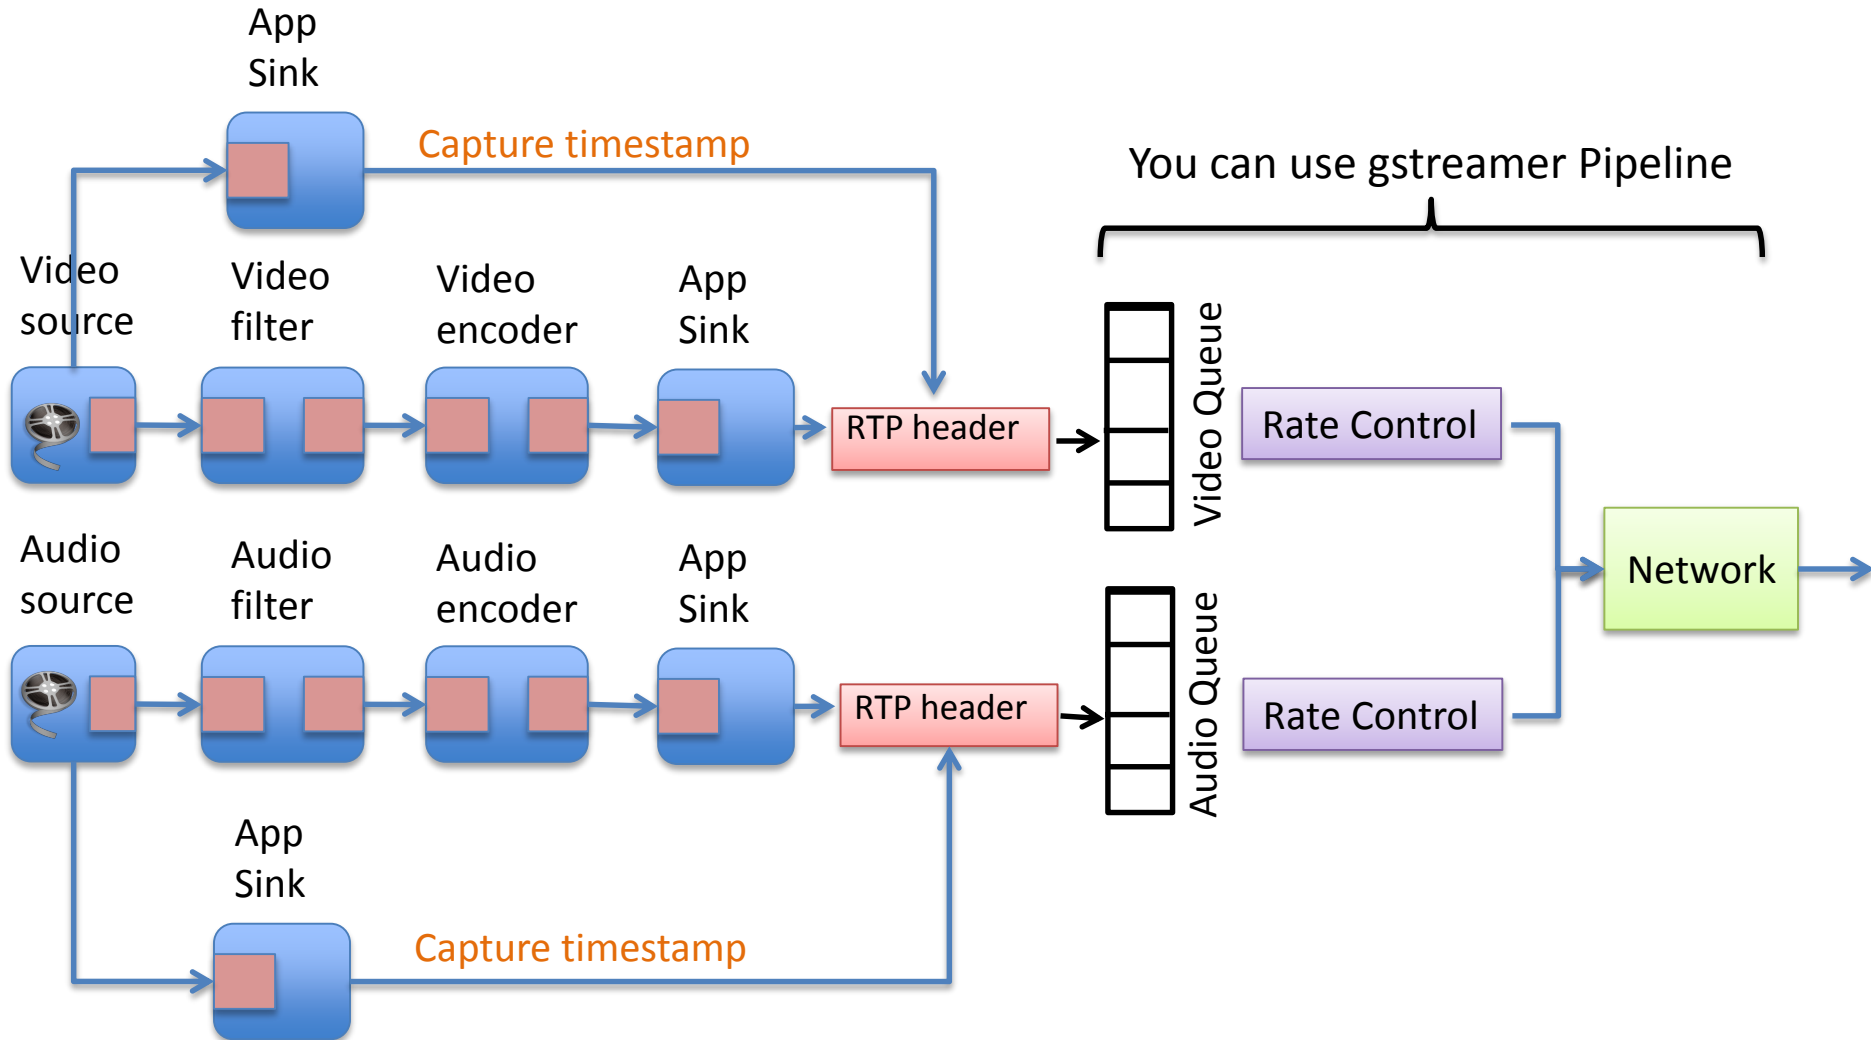 App
Sink
Capture timestamp
You can use gstreamer Pipeline
Video
source
Video
filter
Video
encoder
App
Sink
RTP header
Video Queue
Rate Control
Network
Audio
source
Audio
filter
Audio
encoder
App
Sink
RTP header
Audio Queue
Rate Control
App
Sink
Capture timestamp